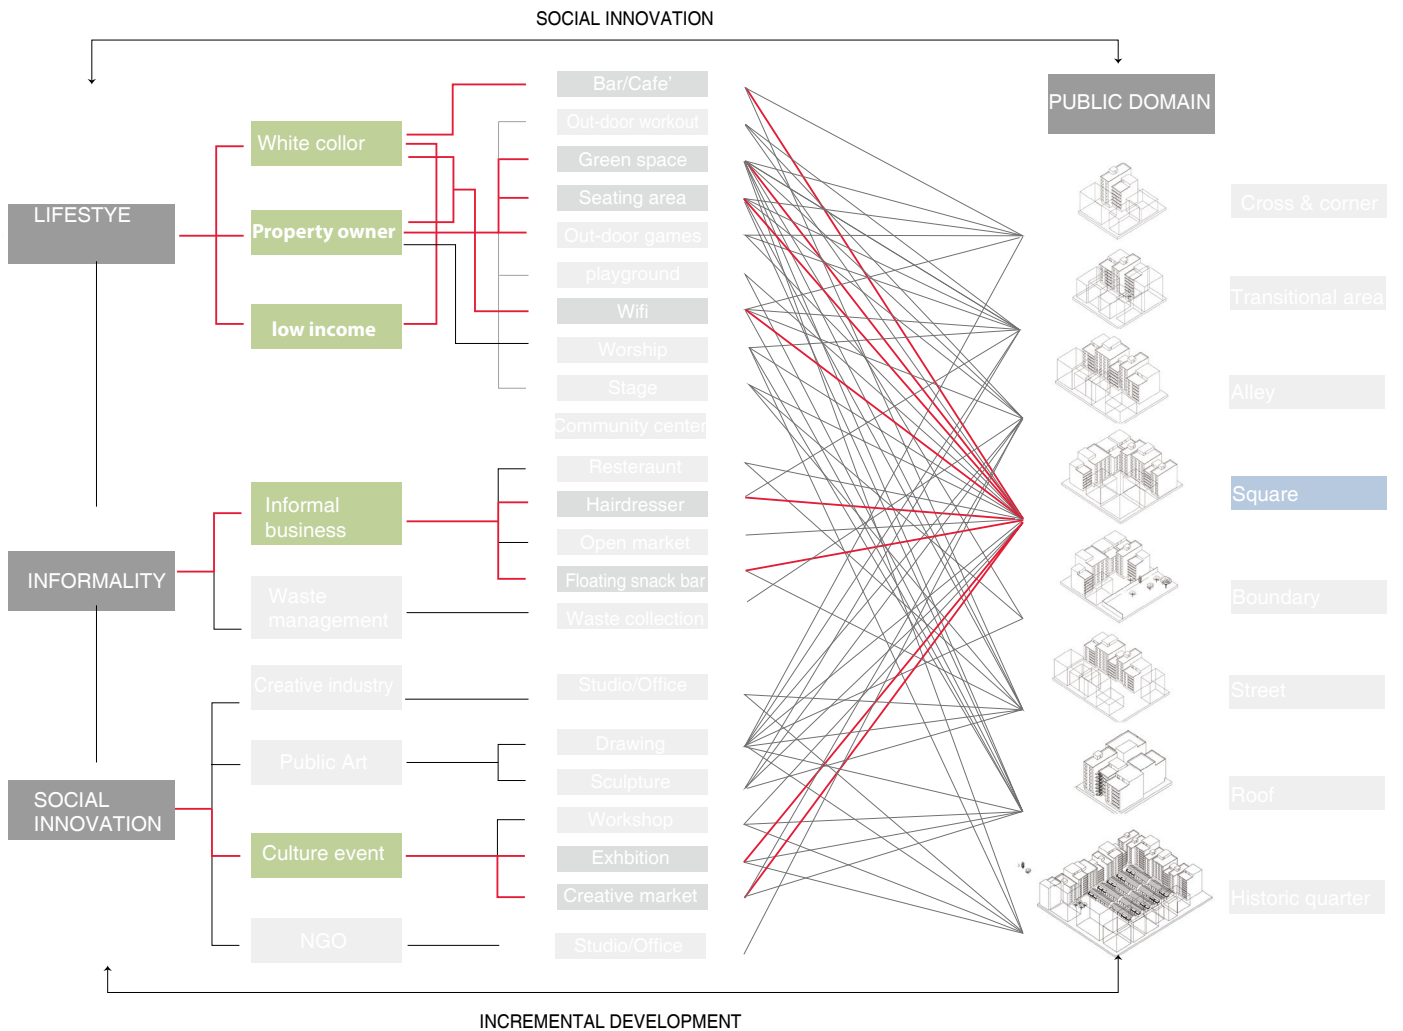 SOCIAL INNOVATION
LIFESTYE
INFORMALITY
SOCIAL
INNOVATION
White collor
Property owner
low income
Informal
business
Waste
management
Creative industry
Public Art
Culture event
NGO
Bar/Cafe'
Out-door workout
Green space
Seating area
Out-door games
playground
Wifi
Worship
Stage
Community center
Resteraunt
Hairdresser
Open market
Floating snack bar
Waste collection
Studio/Office
Drawing
Sculpture
Workshop
Exhbition
Creative market
Studio/Office
PUBLIC DOMAIN
Cross & corner
Transitional area
Alley
Square
Boundary
Street
Roof
Historic quarter
INCREMENTAL DEVELOPMENT